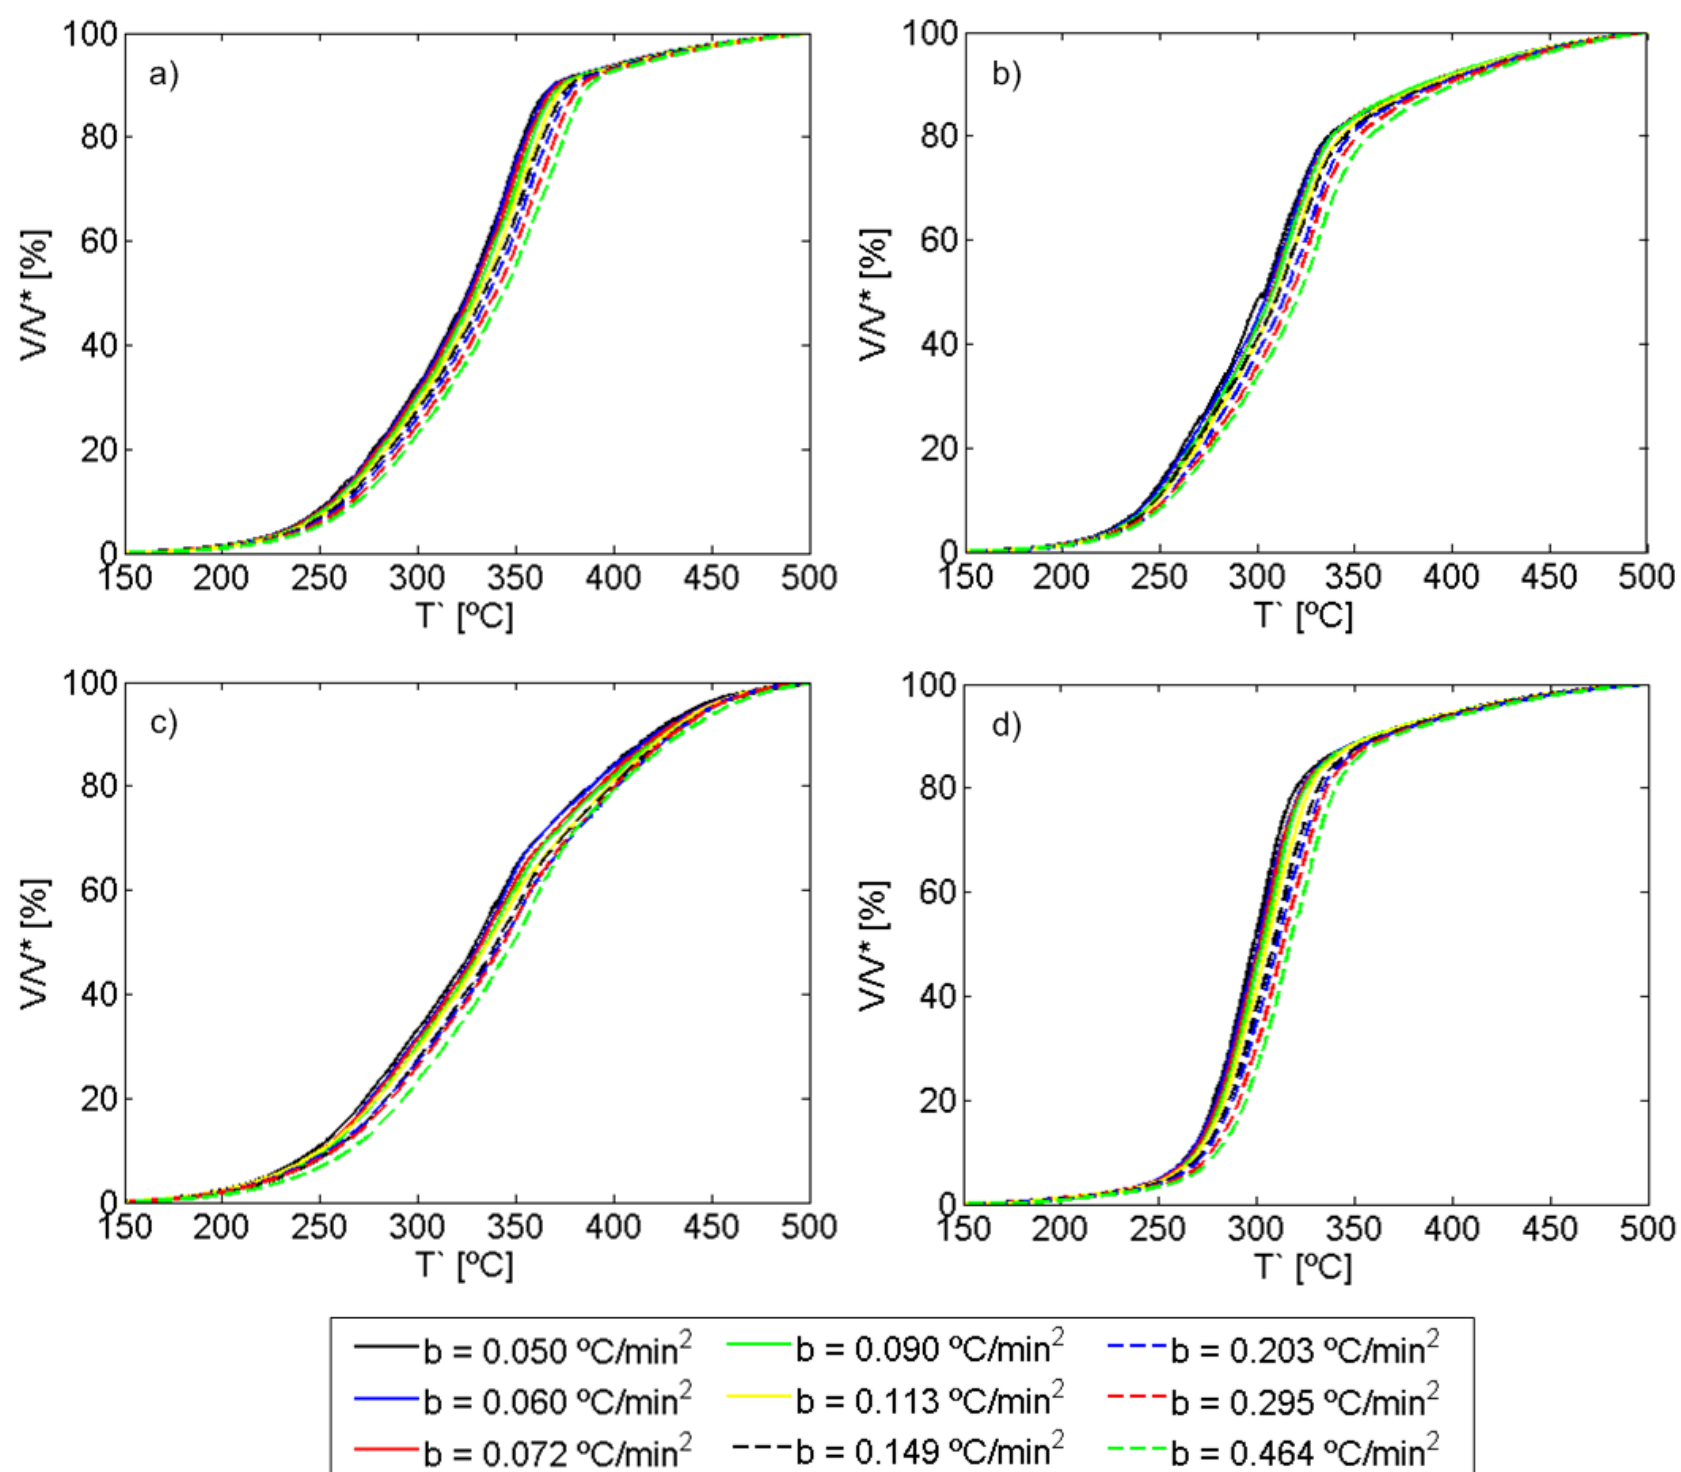 a)
100
80
60
40
20
0
V/V* [%]
150 200 250 300 350 400 450 500
T` [ºC]
b)
100
80
60
40
20
0
V/V* [%]
150 200 250 300 350 400 450 500
T` [ºC]
c)
100
80
60
40
20
0
V/V* [%]
150 200 250 300 350 400 450 500
T` [ºC]
d)
100
80
60
40
20
0
V/V* [%]
150 200 250 300 350 400 450 500
T` [ºC]
b = 0.050 ºC/min² b = 0.090 ºC/min² b = 0.203 ºC/min²
b = 0.060 ºC/min² b = 0.113 ºC/min² b = 0.295 ºC/min²
b = 0.072 ºC/min² b = 0.149 ºC/min² b = 0.464 ºC/min²